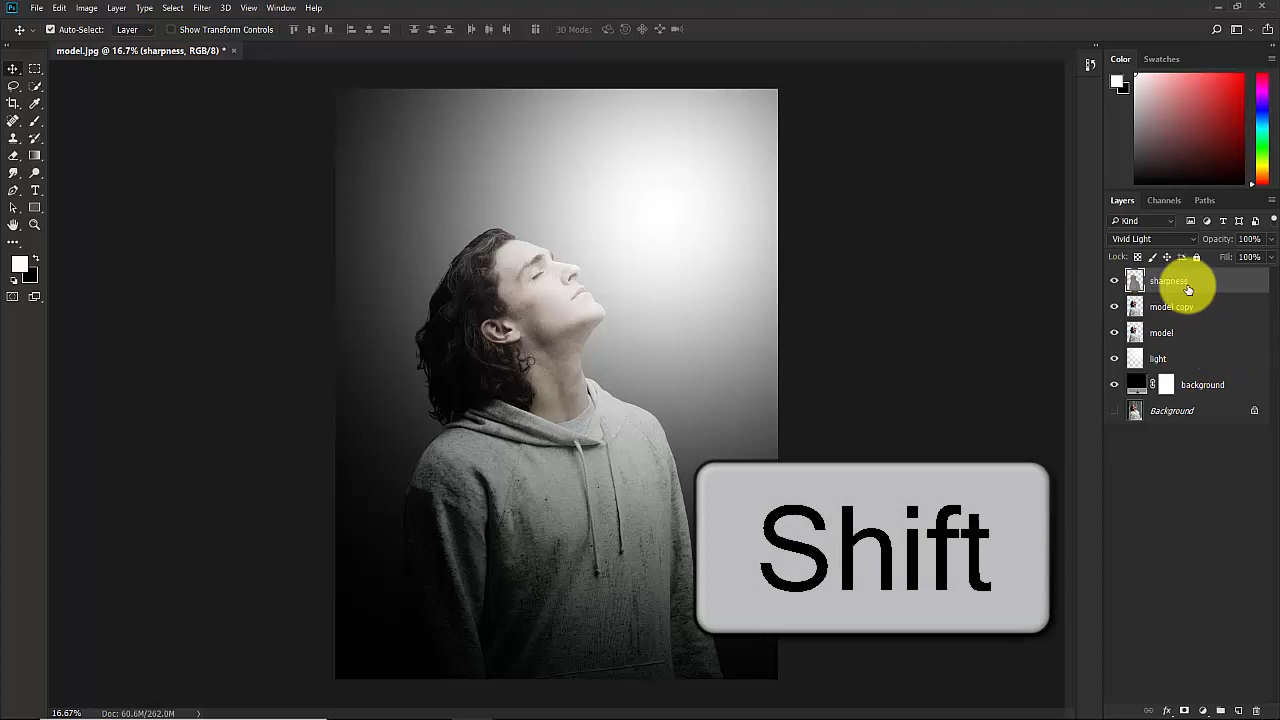 Ps File Edit Image Layer Type Select Filter 3D View Window Help
Auto-Select: Layer Show Transform Controls 3D Mode:
model.jpg @ 16.7% (sharpness, RGB/8) * ×
Color Swatches
Layers Channels Paths
Kind
Vivid Light Opacity: 100%
Lock: Fill: 100%
sharpness
model copy
model
light
background
Background
Shift
16.67% Doc: 60.6M/262.0M